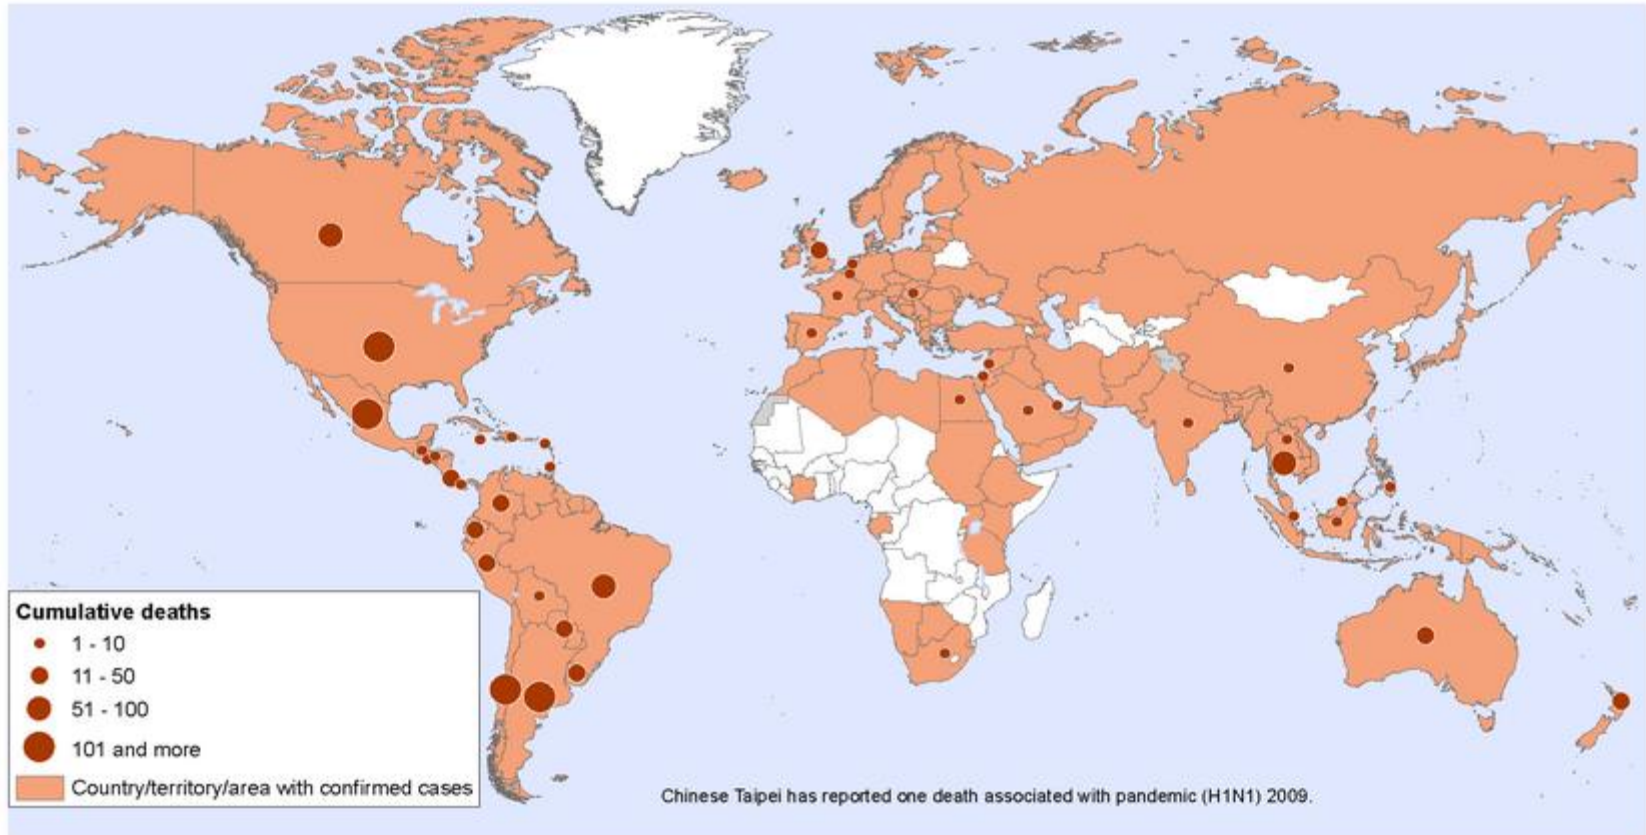 Cumulative deaths
1 - 10
11 - 50
51 - 100
101 and more
Country/territory/area with confirmed cases
Chinese Taipei has reported one death associated with pandemic (H1N1) 2009.